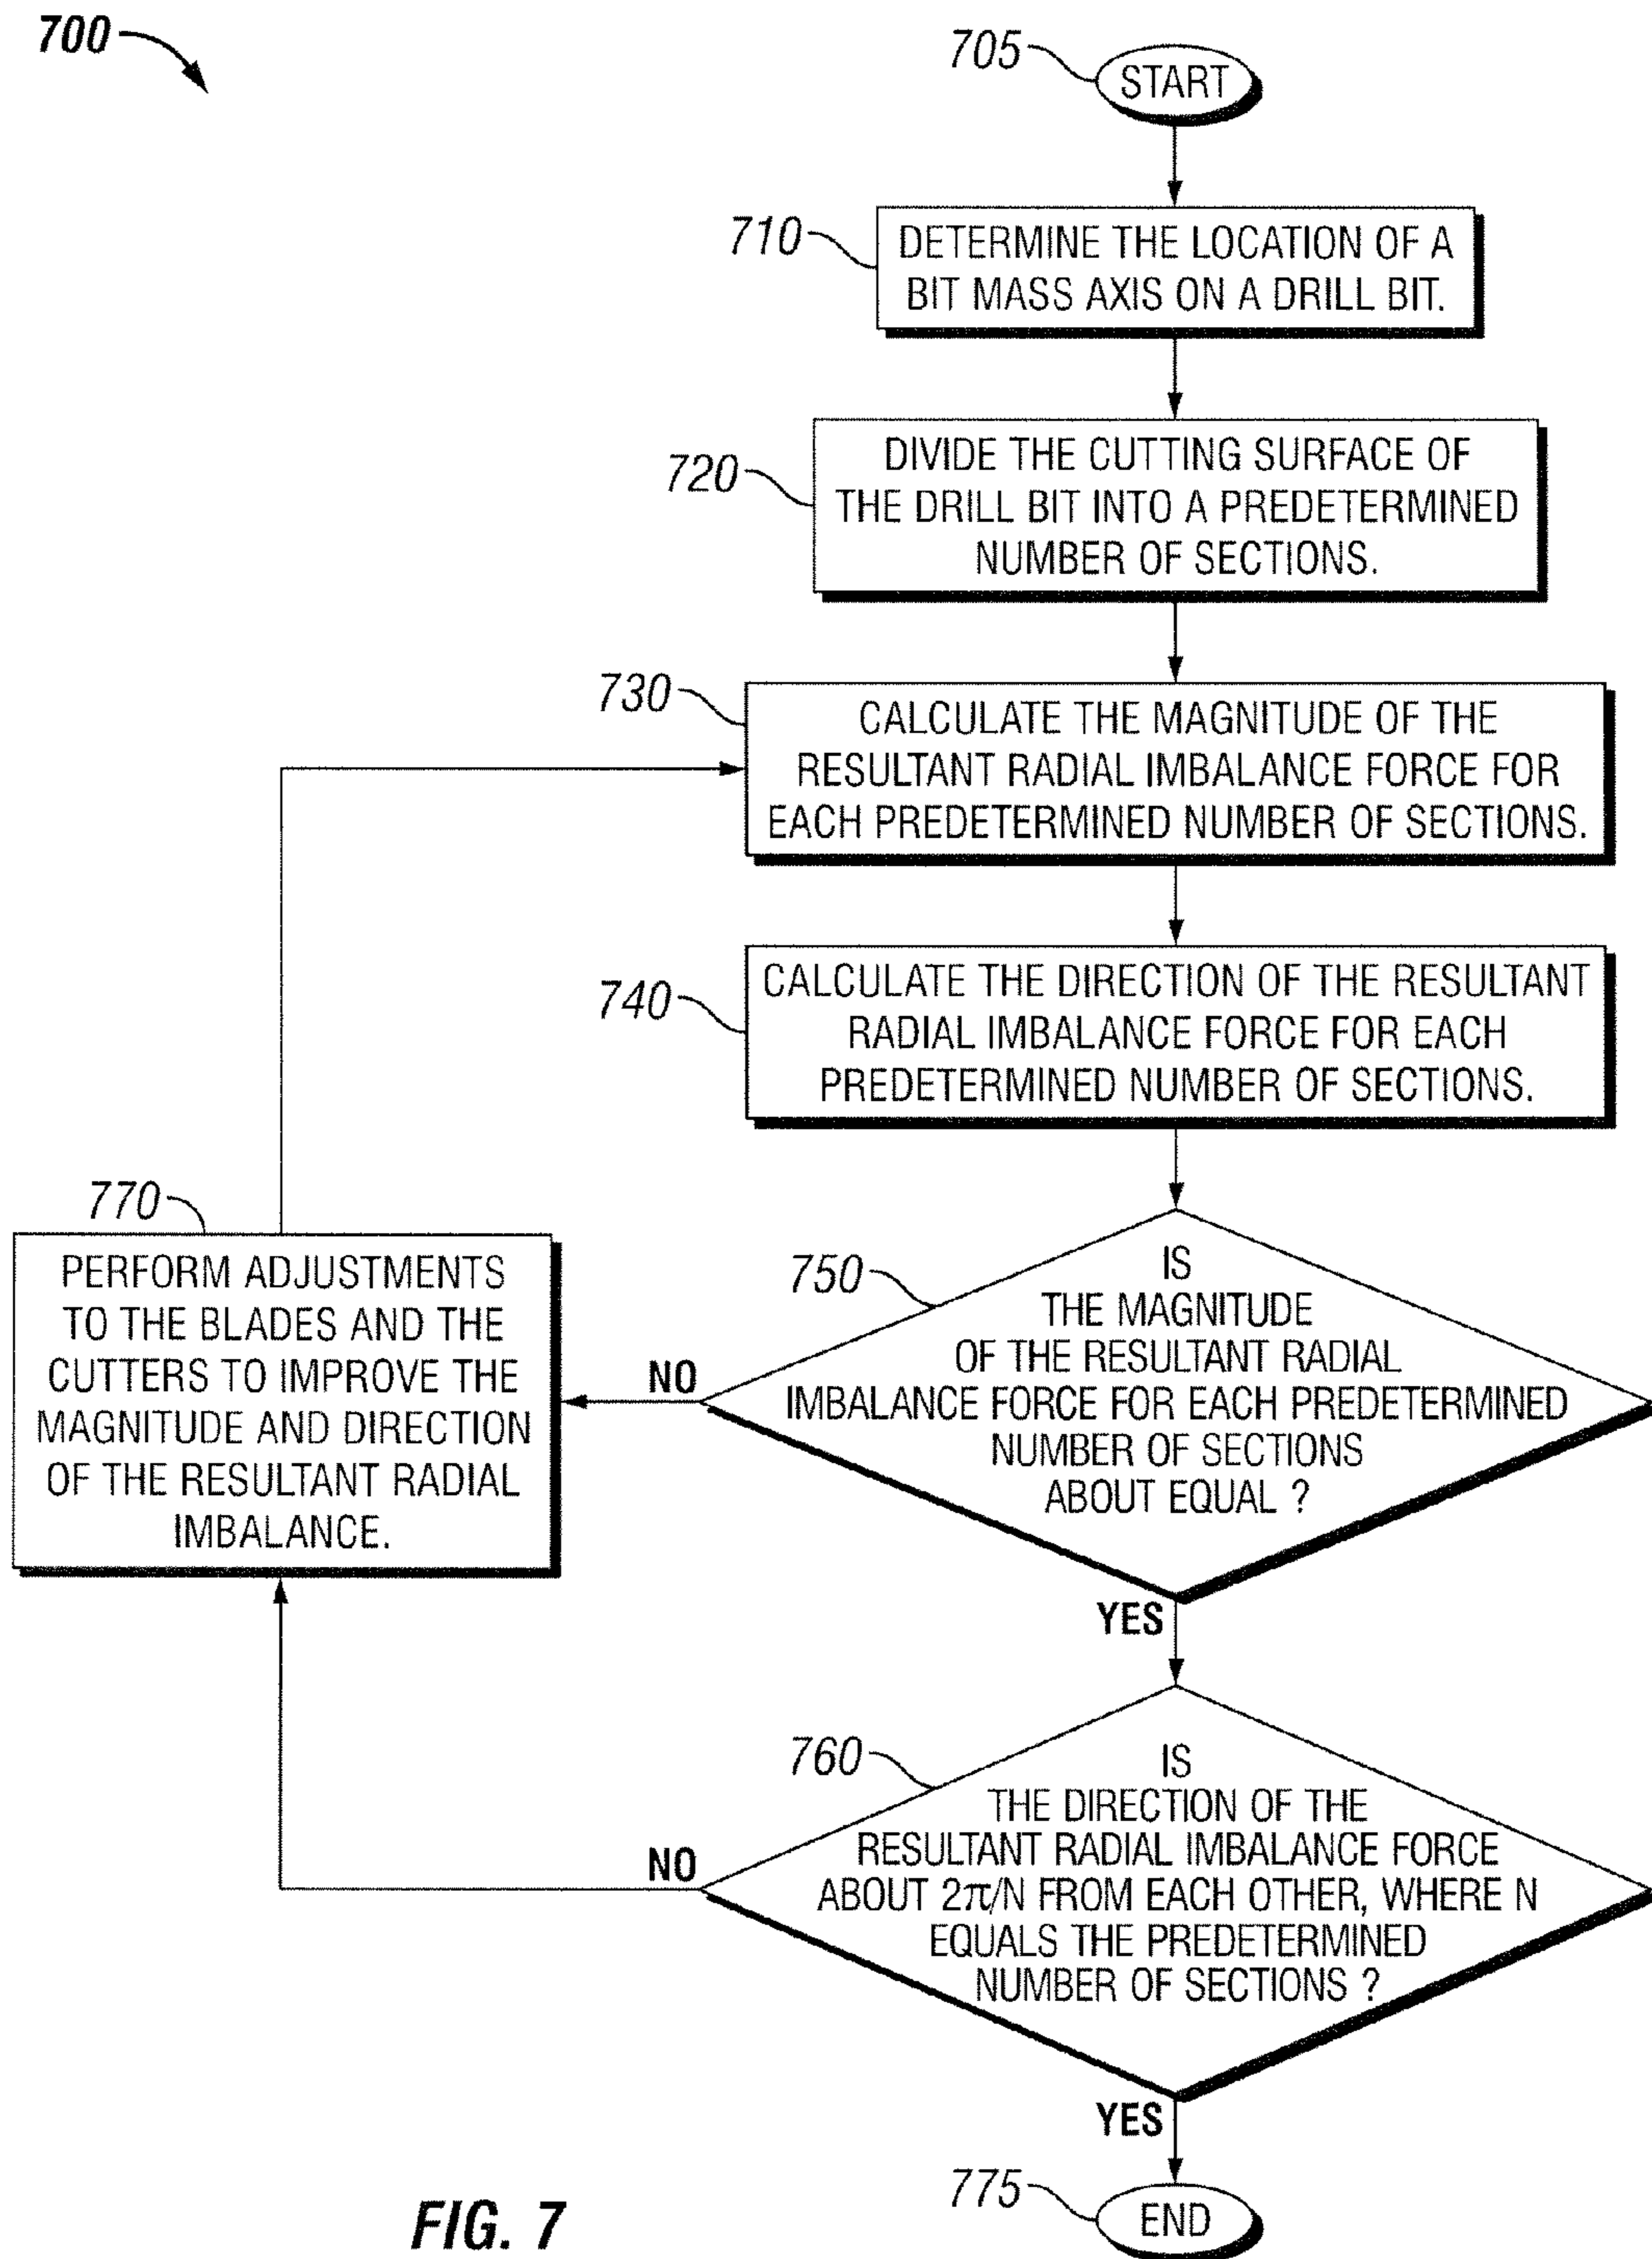 700
705
START
710
DETERMINE THE LOCATION OF A
BIT MASS AXIS ON A DRILL BIT.
720
DIVIDE THE CUTTING SURFACE OF
THE DRILL BIT INTO A PREDETERMINED
NUMBER OF SECTIONS.
730
CALCULATE THE MAGNITUDE OF THE
RESULTANT RADIAL IMBALANCE FORCE FOR
EACH PREDETERMINED NUMBER OF SECTIONS.
740
CALCULATE THE DIRECTION OF THE RESULTANT
RADIAL IMBALANCE FORCE FOR EACH
PREDETERMINED NUMBER OF SECTIONS.
770
PERFORM ADJUSTMENTS
TO THE BLADES AND THE
CUTTERS TO IMPROVE THE
MAGNITUDE AND DIRECTION
OF THE RESULTANT RADIAL
IMBALANCE.
750
IS
THE MAGNITUDE
OF THE RESULTANT RADIAL
IMBALANCE FORCE FOR EACH PREDETERMINED
NUMBER OF SECTIONS
ABOUT EQUAL ?
NO
YES
760
IS
THE DIRECTION OF THE
RESULTANT RADIAL IMBALANCE FORCE
ABOUT 2π/N FROM EACH OTHER, WHERE N
EQUALS THE PREDETERMINED
NUMBER OF SECTIONS ?
NO
YES
775
END
FIG. 7